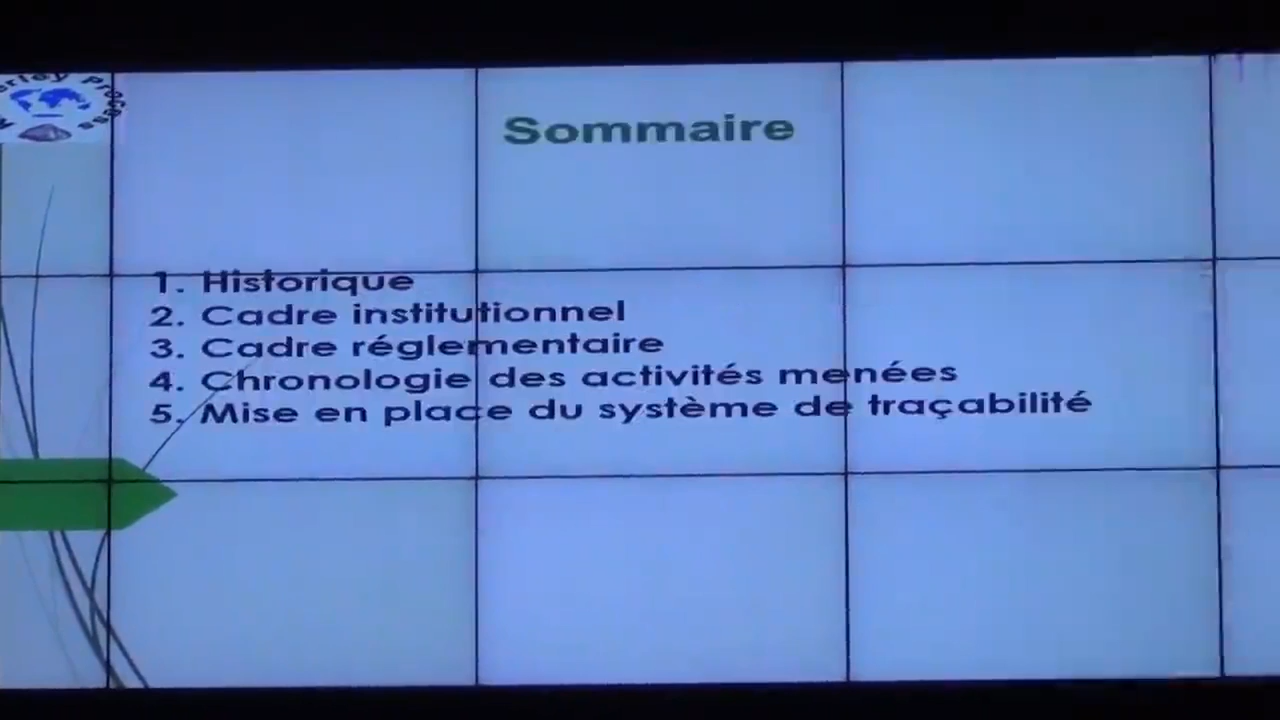 Process
Sommaire
1. Historique
2. Cadre institutionnel
3. Cadre réglementaire
4. Chronologie des activités menées
5. Mise en place du système de traçabilité